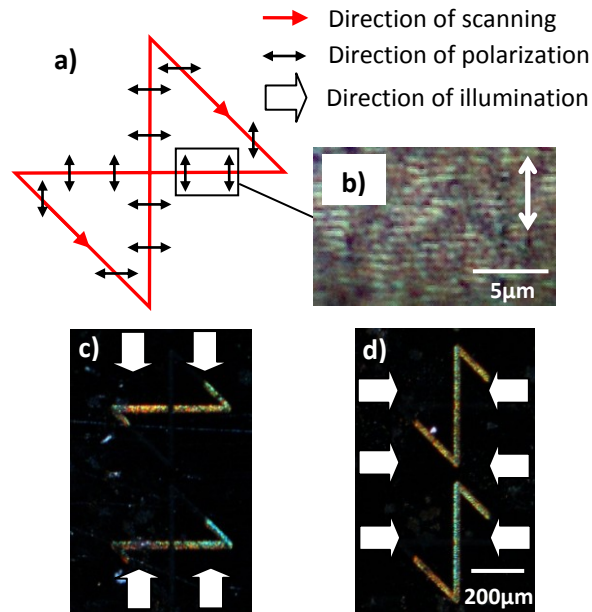 a)
Direction of scanning
Direction of polarization
Direction of illumination
b)
5µm
c)
d)
200µm